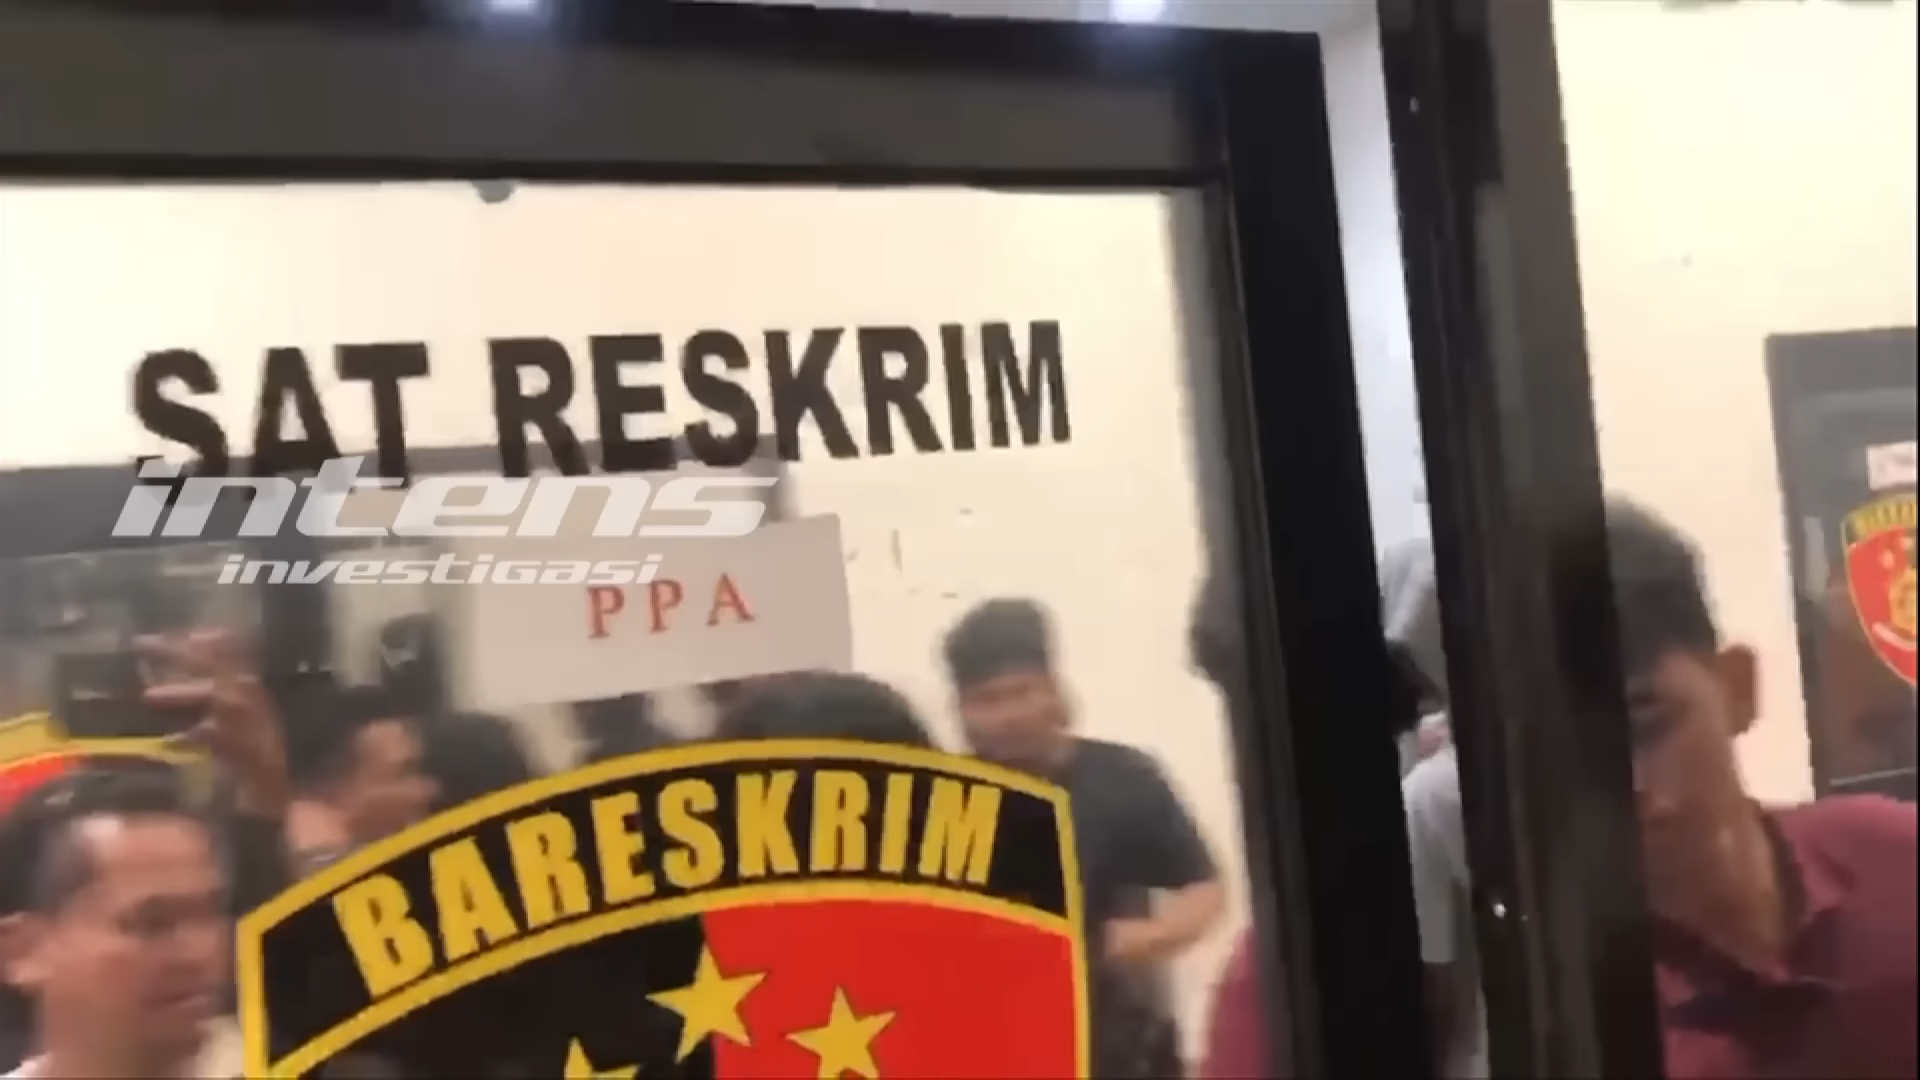 SAT RESKRIM
intens
investigasi
PPA
BARESKRIM